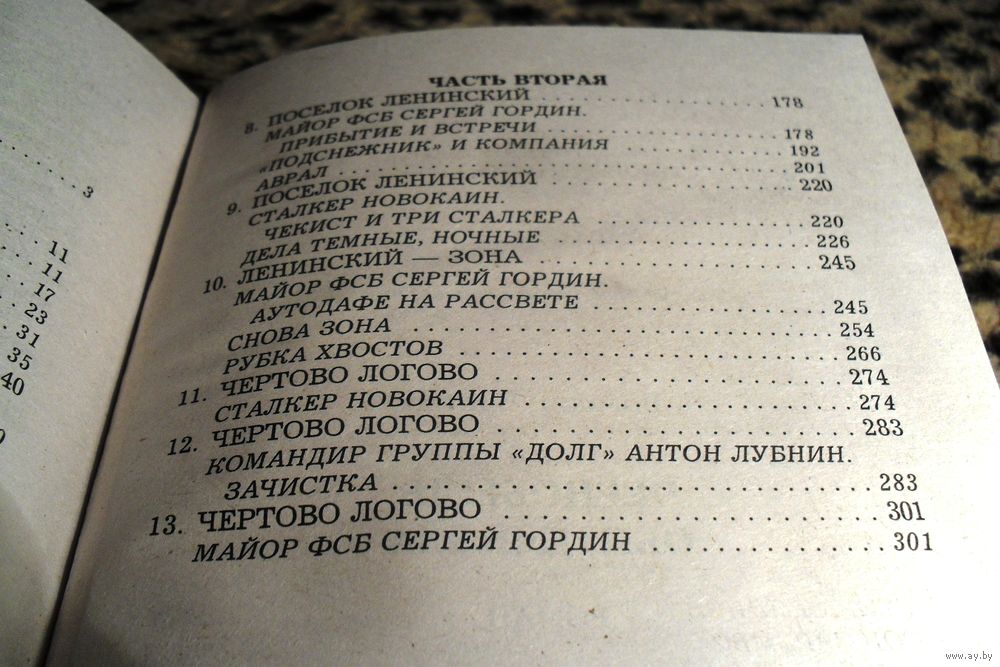 3
11
11
17
23
31
35
40
ЧАСТЬ ВТОРАЯ
8. ПОСЕЛОК ЛЕНИНСКИЙ . . . . . . . . . . . . . . . . . . . 178
МАЙОР ФСБ СЕРГЕЙ ГОРДИН.
ПРИБЫТИЕ И ВСТРЕЧИ . . . . . . . . . . . . . . . . . . . 178
«ПОДСНЕЖНИК» И КОМПАНИЯ . . . . . . . . . . . . . . 192
АВРАЛ . . . . . . . . . . . . . . . . . . . . . . . . . . . . . . . 201
9. ПОСЕЛОК ЛЕНИНСКИЙ . . . . . . . . . . . . . . . . . . . 220
СТАЛКЕР НОВОКАИН.
ЧЕКИСТ И ТРИ СТАЛКЕРА . . . . . . . . . . . . . . . . 220
ДЕЛА ТЕМНЫЕ, НОЧНЫЕ . . . . . . . . . . . . . . . . . . 226
10. ЛЕНИНСКИЙ — ЗОНА . . . . . . . . . . . . . . . . . . . 245
МАЙОР ФСБ СЕРГЕЙ ГОРДИН.
АУТОДАФЕ НА РАССВЕТЕ . . . . . . . . . . . . . . . . . 245
СНОВА ЗОНА . . . . . . . . . . . . . . . . . . . . . . . . . . 254
РУБКА ХВОСТОВ . . . . . . . . . . . . . . . . . . . . . . . 266
11. ЧЕРТОВО ЛОГОВО . . . . . . . . . . . . . . . . . . . . . 274
СТАЛКЕР НОВОКАИН . . . . . . . . . . . . . . . . . . . . 274
12. ЧЕРТОВО ЛОГОВО . . . . . . . . . . . . . . . . . . . . . 283
КОМАНДИР ГРУППЫ «ДОЛГ» АНТОН ЛУБНИН.
ЗАЧИСТКА . . . . . . . . . . . . . . . . . . . . . . . . . . . . 283
13. ЧЕРТОВО ЛОГОВО . . . . . . . . . . . . . . . . . . . . . 301
МАЙОР ФСБ СЕРГЕЙ ГОРДИН . . . . . . . . . . . . . . 301
www.ay.by